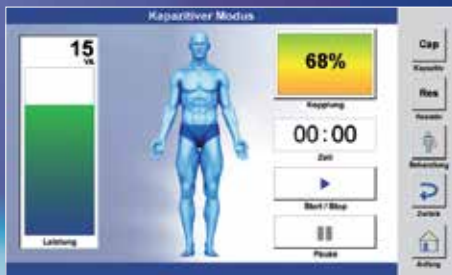 Kapazitiver Modus
15
VA
Leistung
68%
Kopplung
00:00
Zeit
Start / Stop
Pause
Cap
Kapazitiv
Res
Resistiv
Behandlung
Zurück
Anfang